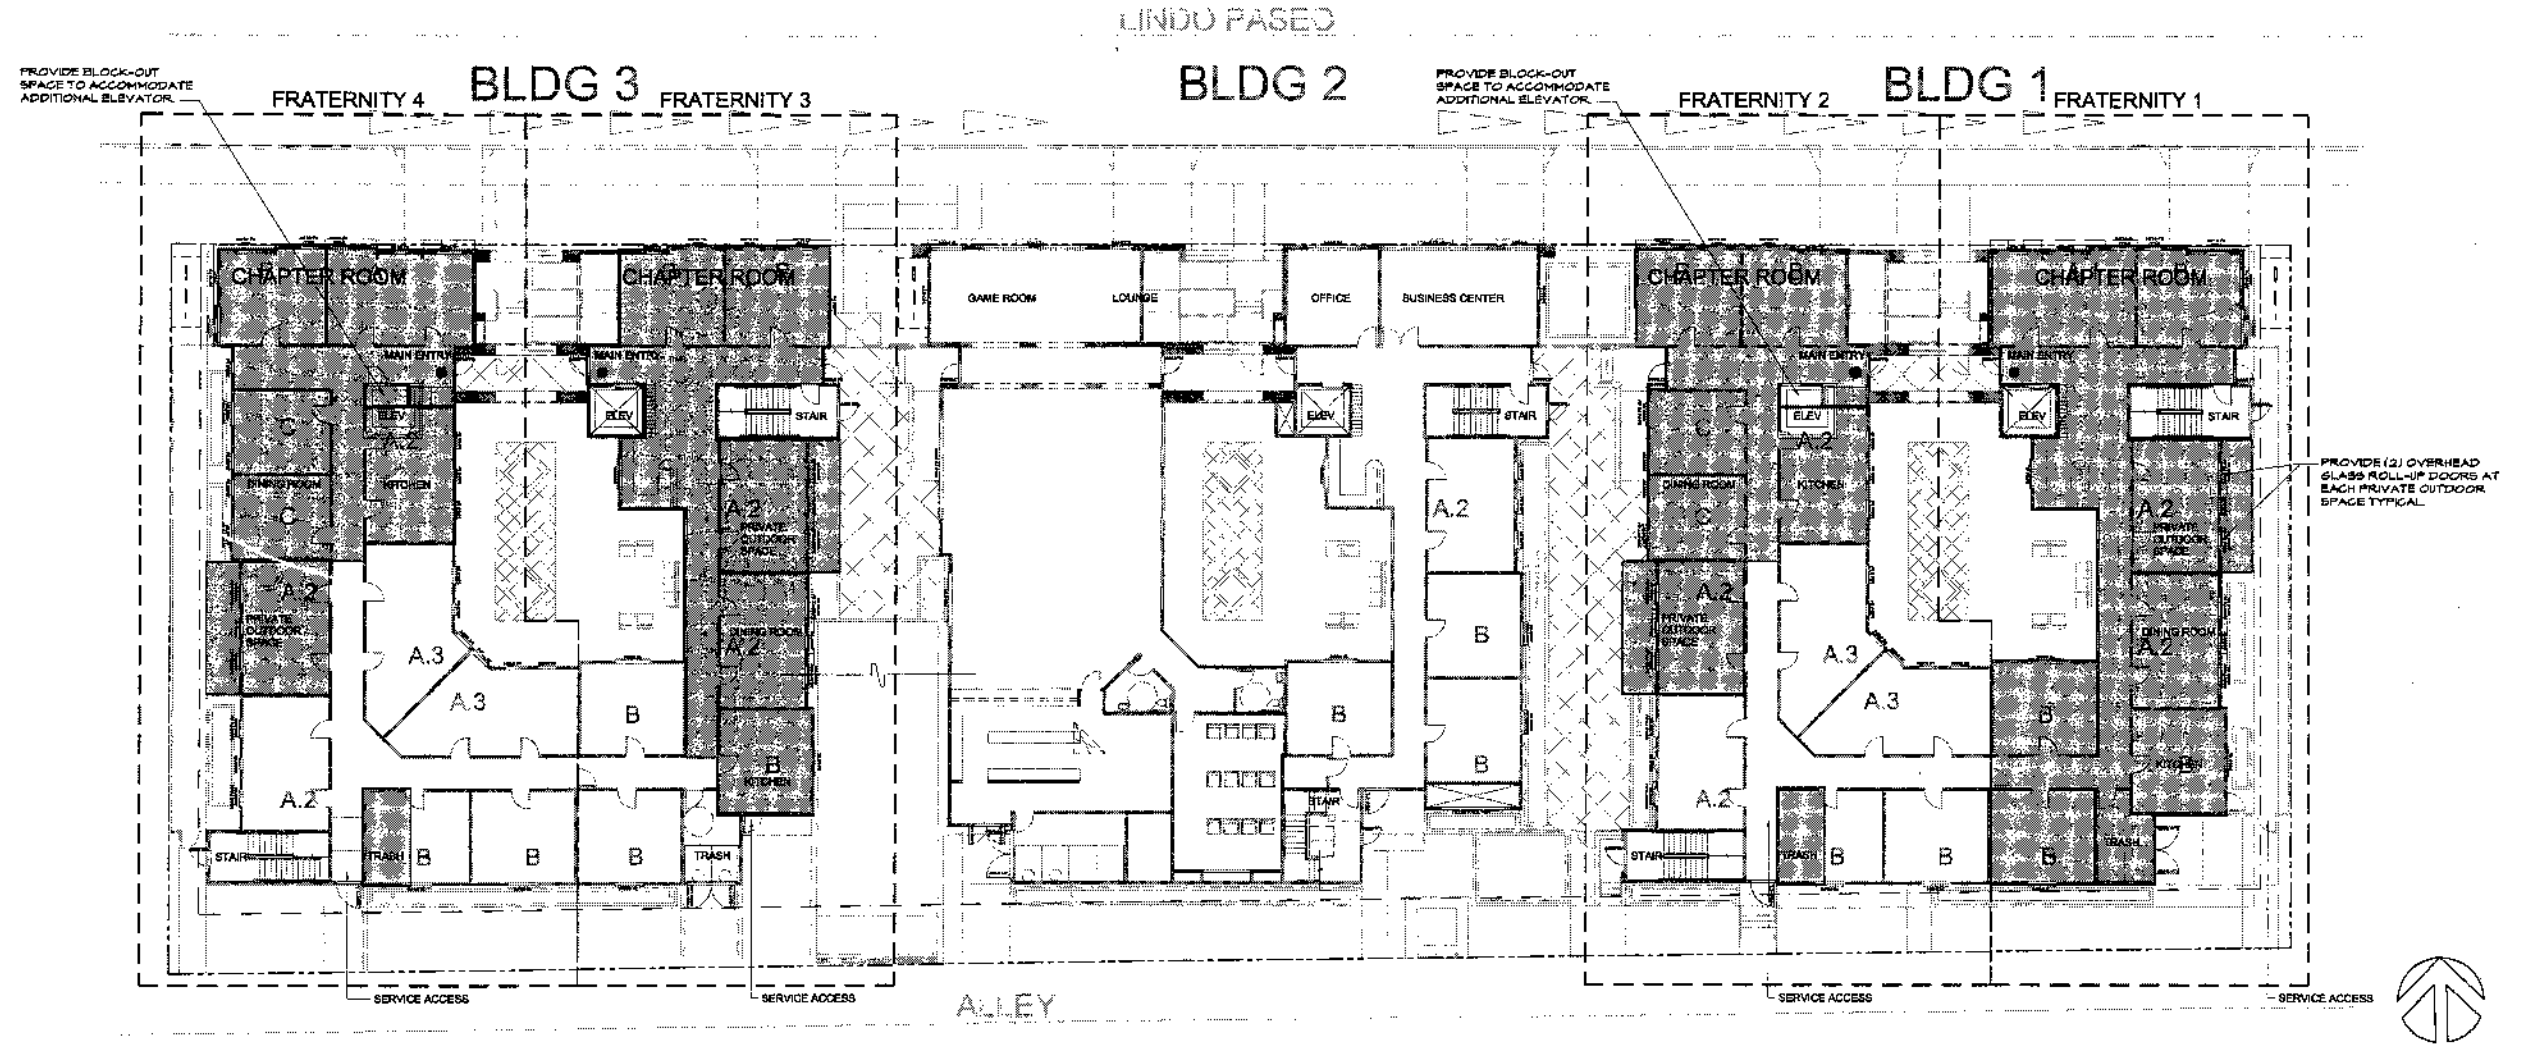 LINDO PASEO
PROVIDE BLOCK-OUT
SPACE TO ACCOMMODATE
ADDITIONAL ELEVATOR
FRATERNITY 4
BLDG 3
FRATERNITY 3
BLDG 2
PROVIDE BLOCK-OUT
SPACE TO ACCOMMODATE
ADDITIONAL ELEVATOR
FRATERNITY 2
BLDG 1
FRATERNITY 1
CHAPTER ROOM
CHAPTER ROOM
GAME ROOM
LOUNGE
OFFICE
BUSINESS CENTER
CHAPTER ROOM
CHAPTER ROOM
MAIN ENTRY
MAIN ENTRY
MAIN ENTRY
MAIN ENTRY
ELEV
ELEV
STAIR
ELEV
STAIR
ELEV
ELEV
STAIR
C
A.2
C
A.2
DINING ROOM
KITCHEN
DINING ROOM
KITCHEN
C
C
PROVIDE (2) OVERHEAD
GLASS ROLL-UP DOORS AT
EACH PRIVATE OUTDOOR
SPACE TYPICAL
A.2
PRIVATE
OUTDOOR
SPACE
A.2
A.2
PRIVATE
OUTDOOR
SPACE
A.2
PRIVATE
OUTDOOR
SPACE
A.2
PRIVATE
OUTDOOR
SPACE
DINING ROOM
A.2
B
DINING ROOM
A.2
A.3
A.3
A.3
A.3
B
B
B
B
KITCHEN
B
KITCHEN
A.2
A.2
STAIR
STAIR
TRASH
B
B
B
TRASH
STAIR
TRASH
B
B
B
TRASH
SERVICE ACCESS
SERVICE ACCESS
ALLEY
SERVICE ACCESS
SERVICE ACCESS